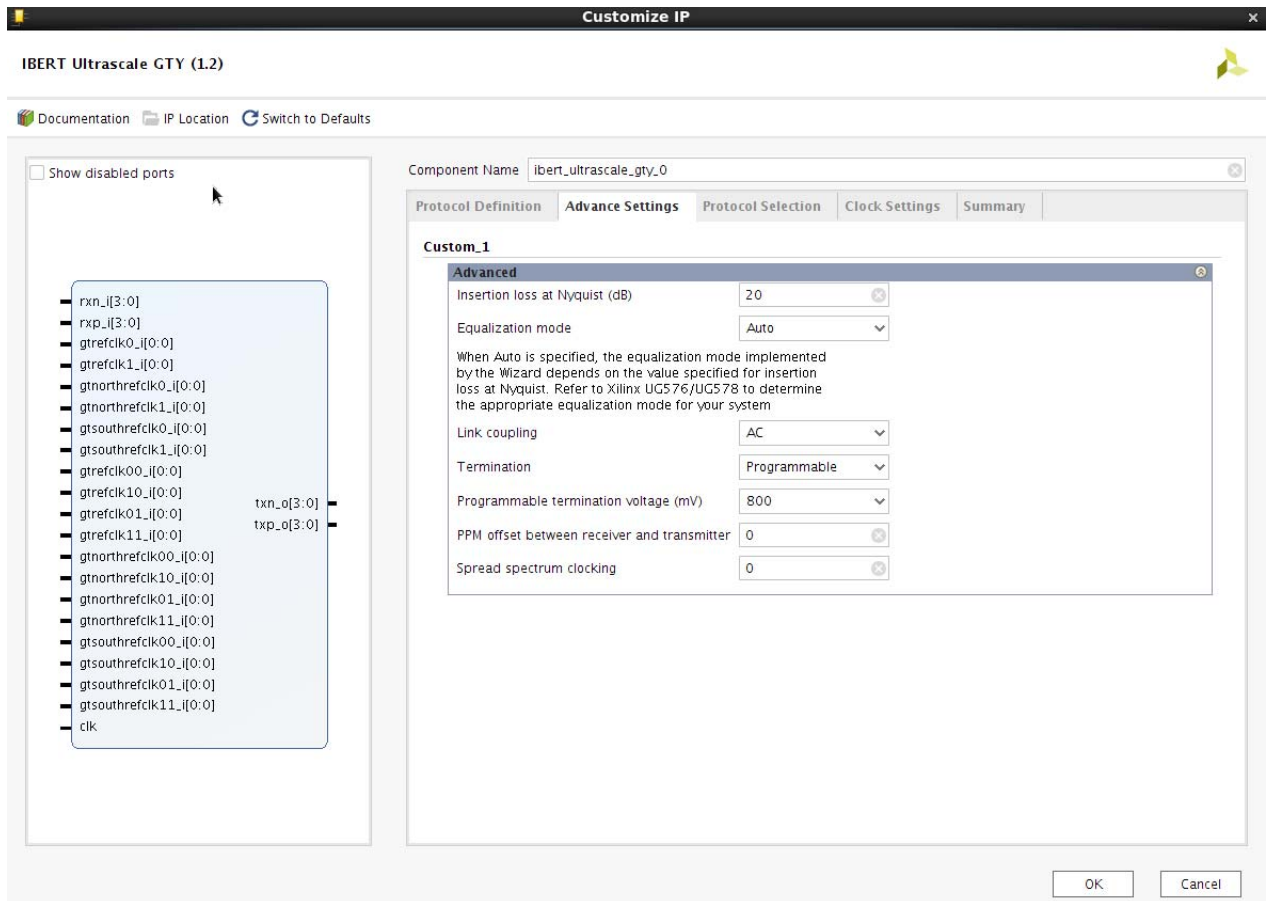 Customize IP
IBERT Ultrascale GTY (1.2)
Documentation IP Location Switch to Defaults
Show disabled ports
rxn_i[3:0]
rxp_i[3:0]
gtrefclk0_i[0:0]
gtrefclk1_i[0:0]
gtnorthrefclk0_i[0:0]
gtnorthrefclk1_i[0:0]
gtsouthrefclk0_i[0:0]
gtsouthrefclk1_i[0:0]
gtrefclk00_i[0:0]
gtrefclk10_i[0:0]
gtrefclk01_i[0:0]
gtrefclk11_i[0:0]
gtnorthrefclk00_i[0:0]
gtnorthrefclk10_i[0:0]
gtnorthrefclk01_i[0:0]
gtnorthrefclk11_i[0:0]
gtsouthrefclk00_i[0:0]
gtsouthrefclk10_i[0:0]
gtsouthrefclk01_i[0:0]
gtsouthrefclk11_i[0:0]
clk
txn_o[3:0]
txp_o[3:0]
Component Name ibert_ultrascale_gty_0
Protocol Definition Advance Settings Protocol Selection Clock Settings Summary
Custom_1
Advanced
Insertion loss at Nyquist (dB) 20
Equalization mode Auto
When Auto is specified, the equalization mode implemented
by the Wizard depends on the value specified for insertion
loss at Nyquist. Refer to Xilinx UG576/UG578 to determine
the appropriate equalization mode for your system
Link coupling AC
Termination Programmable
Programmable termination voltage (mV) 800
PPM offset between receiver and transmitter 0
Spread spectrum clocking 0
OK Cancel